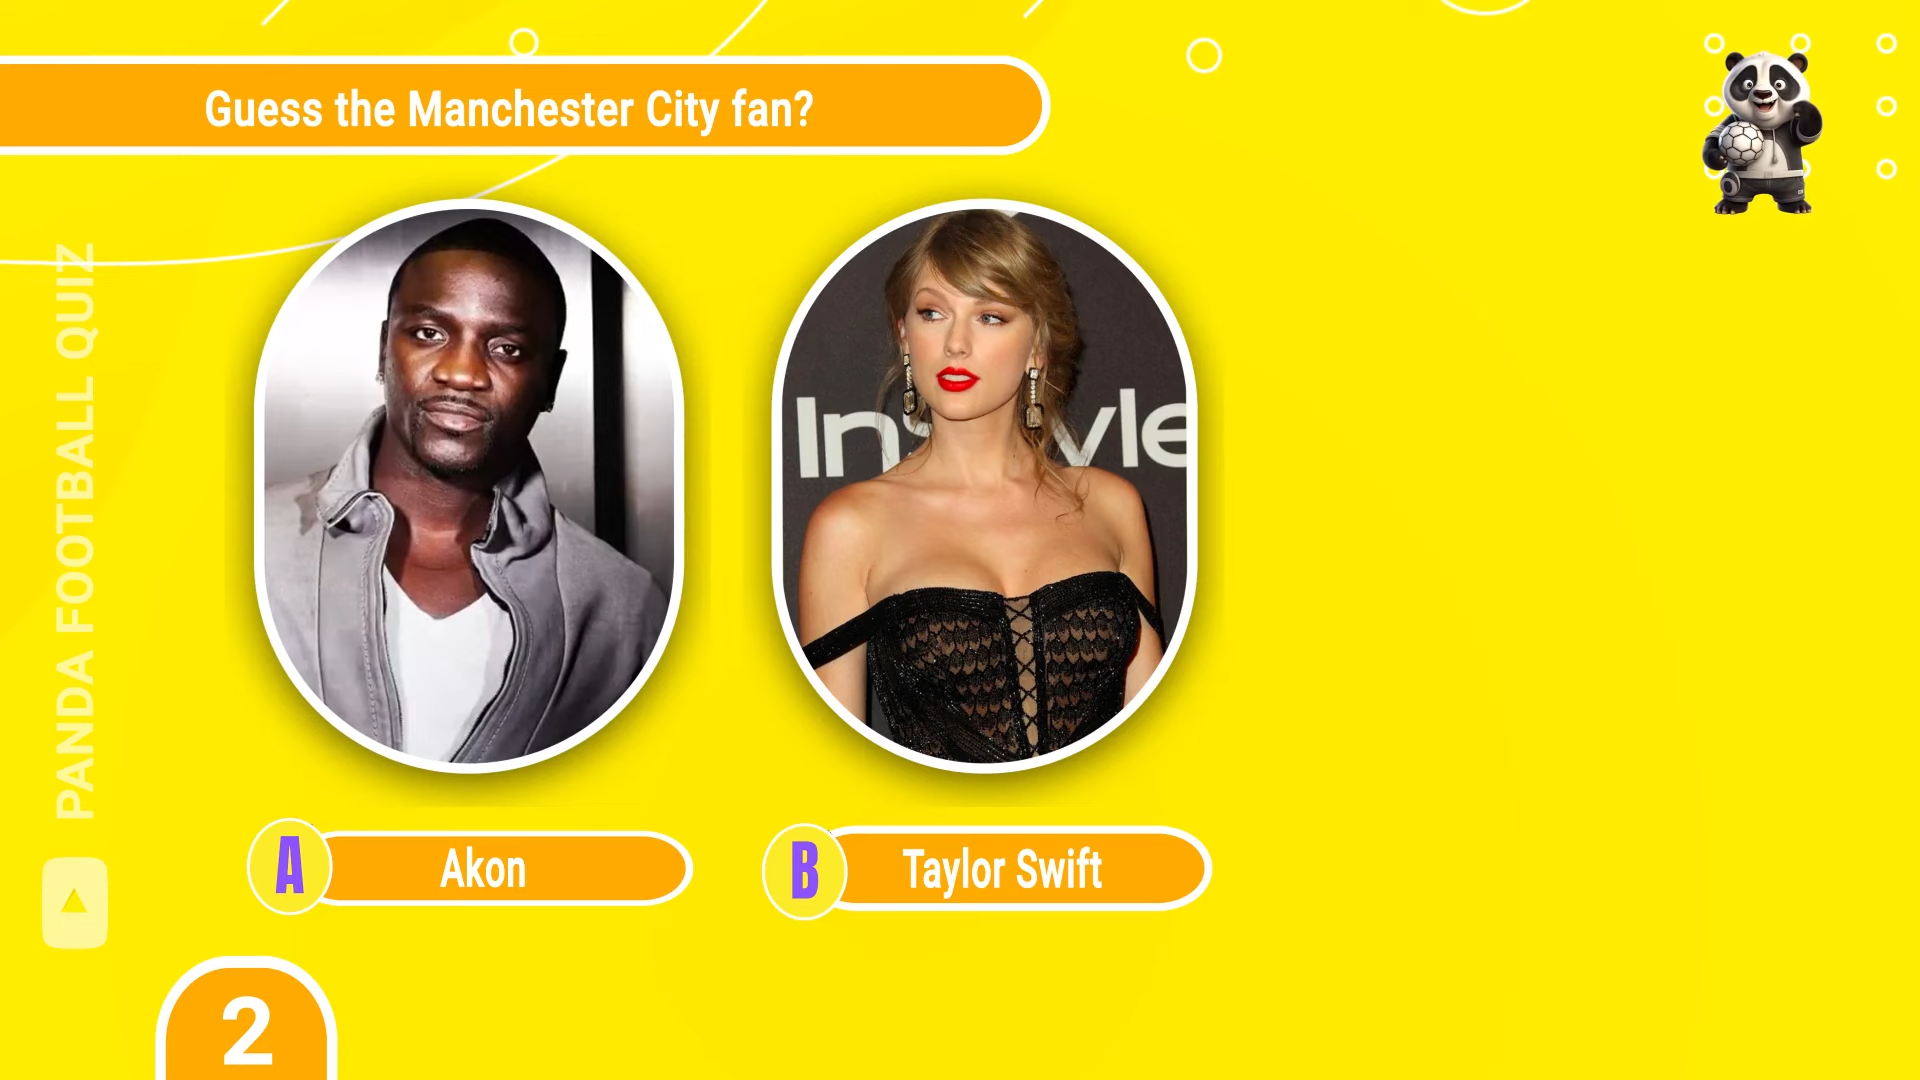 Guess the Manchester City fan?
PANDA FOOTBALL QUIZ
A
Akon
B
Taylor Swift
2